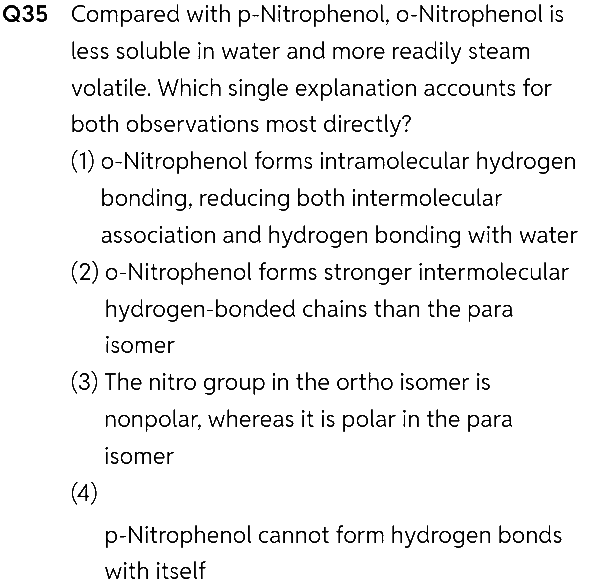 Q35 Compared with p-Nitrophenol, o-Nitrophenol is
less soluble in water and more readily steam
volatile. Which single explanation accounts for
both observations most directly?
(1) o-Nitrophenol forms intramolecular hydrogen
bonding, reducing both intermolecular
association and hydrogen bonding with water
(2) o-Nitrophenol forms stronger intermolecular
hydrogen-bonded chains than the para
isomer
(3) The nitro group in the ortho isomer is
nonpolar, whereas it is polar in the para
isomer
(4)
p-Nitrophenol cannot form hydrogen bonds
with itself